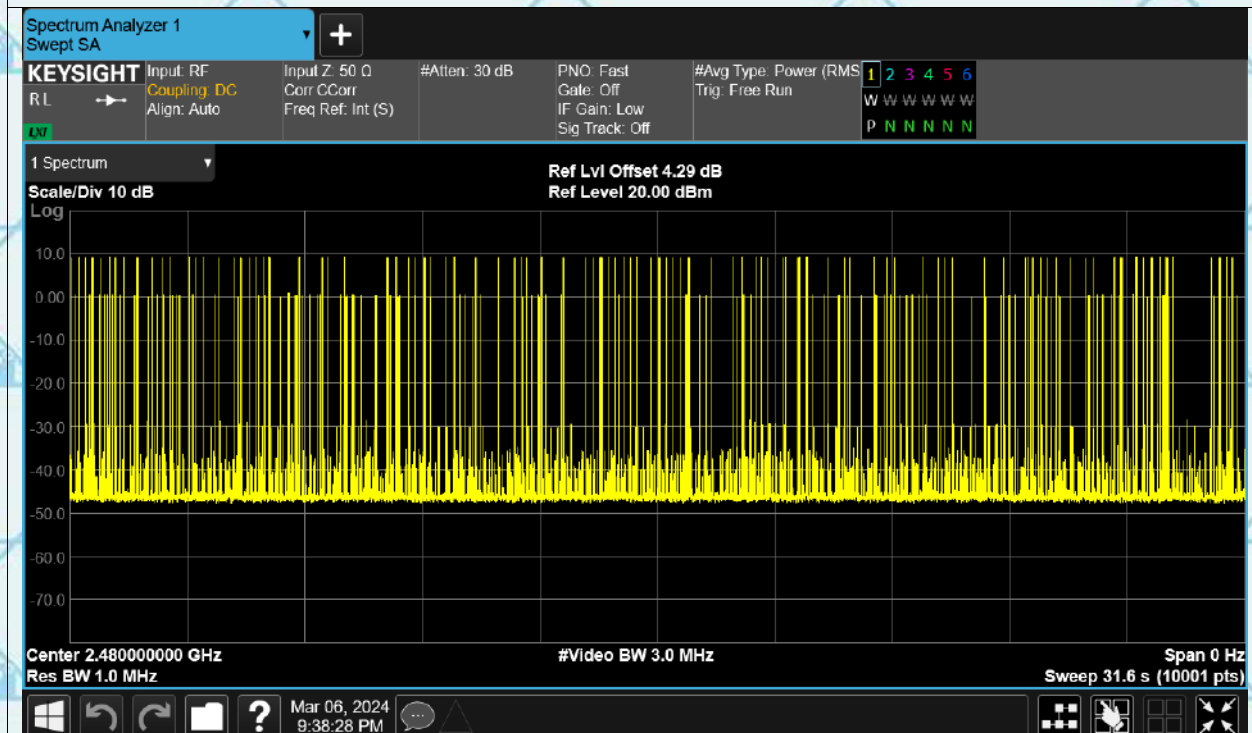 Spectrum Analyzer 1
Swept SA
+
KEYSIGHT
RL
LXI
Input: RF
Coupling: DC
Align: Auto
Input Z: 50 Ω
Corr CCorr
Freq Ref: Int (S)
#Atten: 30 dB
PNO: Fast
Gate: Off
IF Gain: Low
Sig Track: Off
#Avg Type: Power (RMS
Trig: Free Run
1 2 3 4 5 6
W W W W W W
P N N N N N
1 Spectrum
Scale/Div 10 dB
Ref Lvl Offset 4.29 dB
Ref Level 20.00 dBm
Log
10.0
0.00
-10.0
-20.0
-30.0
-40.0
-50.0
-60.0
-70.0
Center 2.480000000 GHz
Res BW 1.0 MHz
#Video BW 3.0 MHz
Span 0 Hz
Sweep 31.6 s (10001 pts)
?
Mar 06, 2024
9:38:28 PM